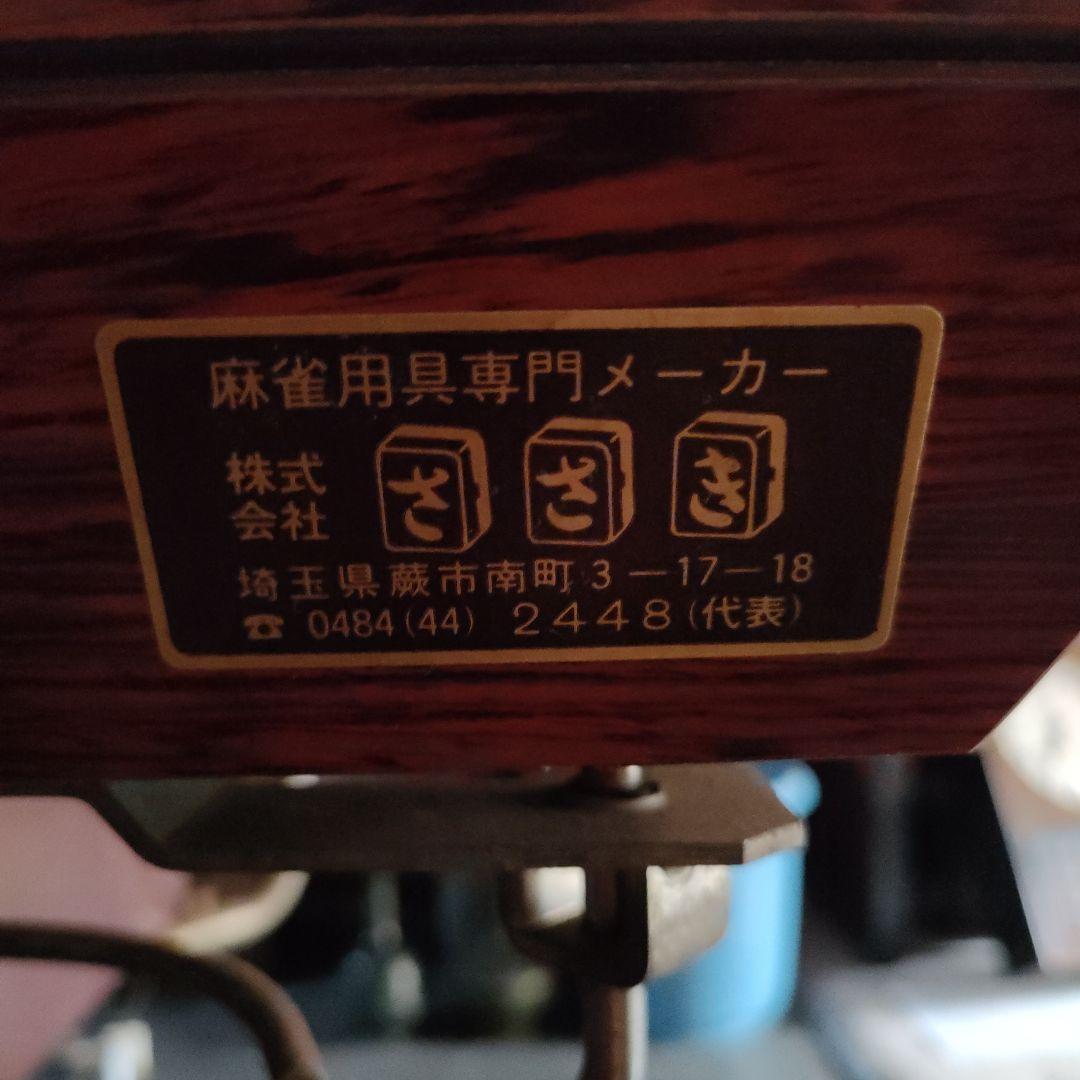 麻雀用具専門メーカー
株式会社 ささき
埼玉県蕨市南町3-17-18
☎ 0484(44) 2448(代表)